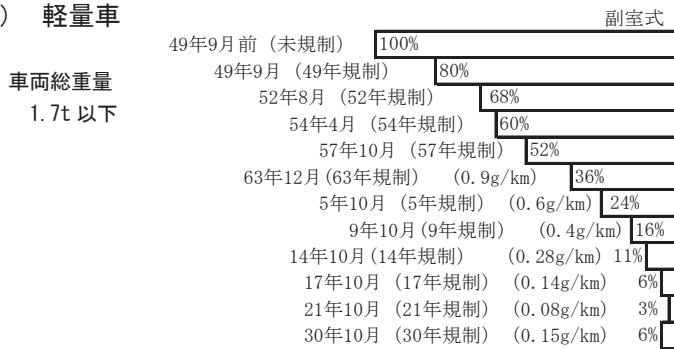 ） 軽量車
副室式
49年9月前（未規制） 100%
車両総重量
1.7t 以下
49年9月（49年規制） 80%
52年8月（52年規制） 68%
54年4月（54年規制） 60%
57年10月（57年規制） 52%
63年12月(63年規制) (0.9g/km) 36%
5年10月（5年規制） (0.6g/km) 24%
9年10月(9年規制) (0.4g/km) 16%
14年10月(14年規制) (0.28g/km) 11%
17年10月（17年規制） (0.14g/km) 6%
21年10月（21年規制） (0.08g/km) 3%
30年10月（30年規制） (0.15g/km) 6%